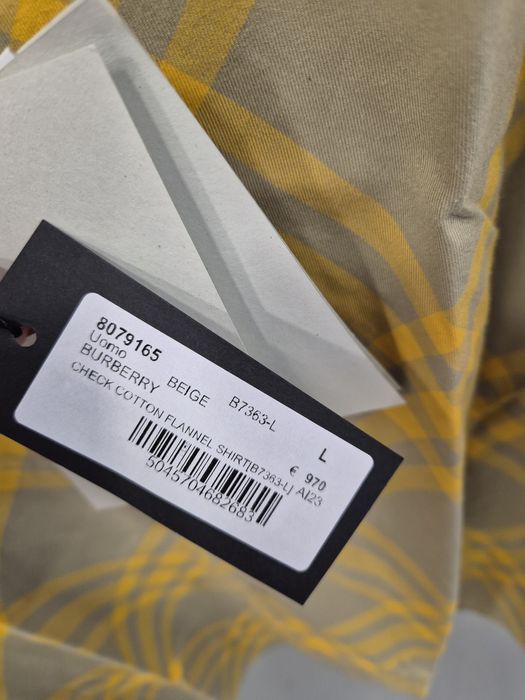 8079165
Uomo
BURBERRY BEIGE B7363-L
L
CHECK COTTON FLANNEL SHIRT[B7363-L] AI23
€ 970
5045704682683